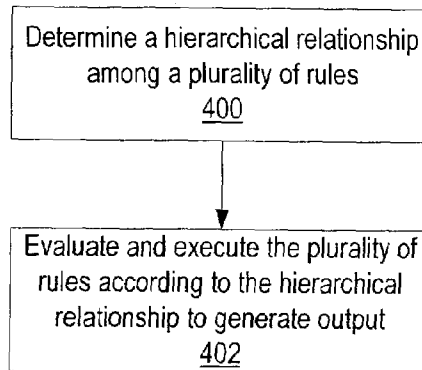 Determine a hierarchical relationship
among a plurality of rules
400
Evaluate and execute the plurality of
rules according to the hierarchical
relationship to generate output
402